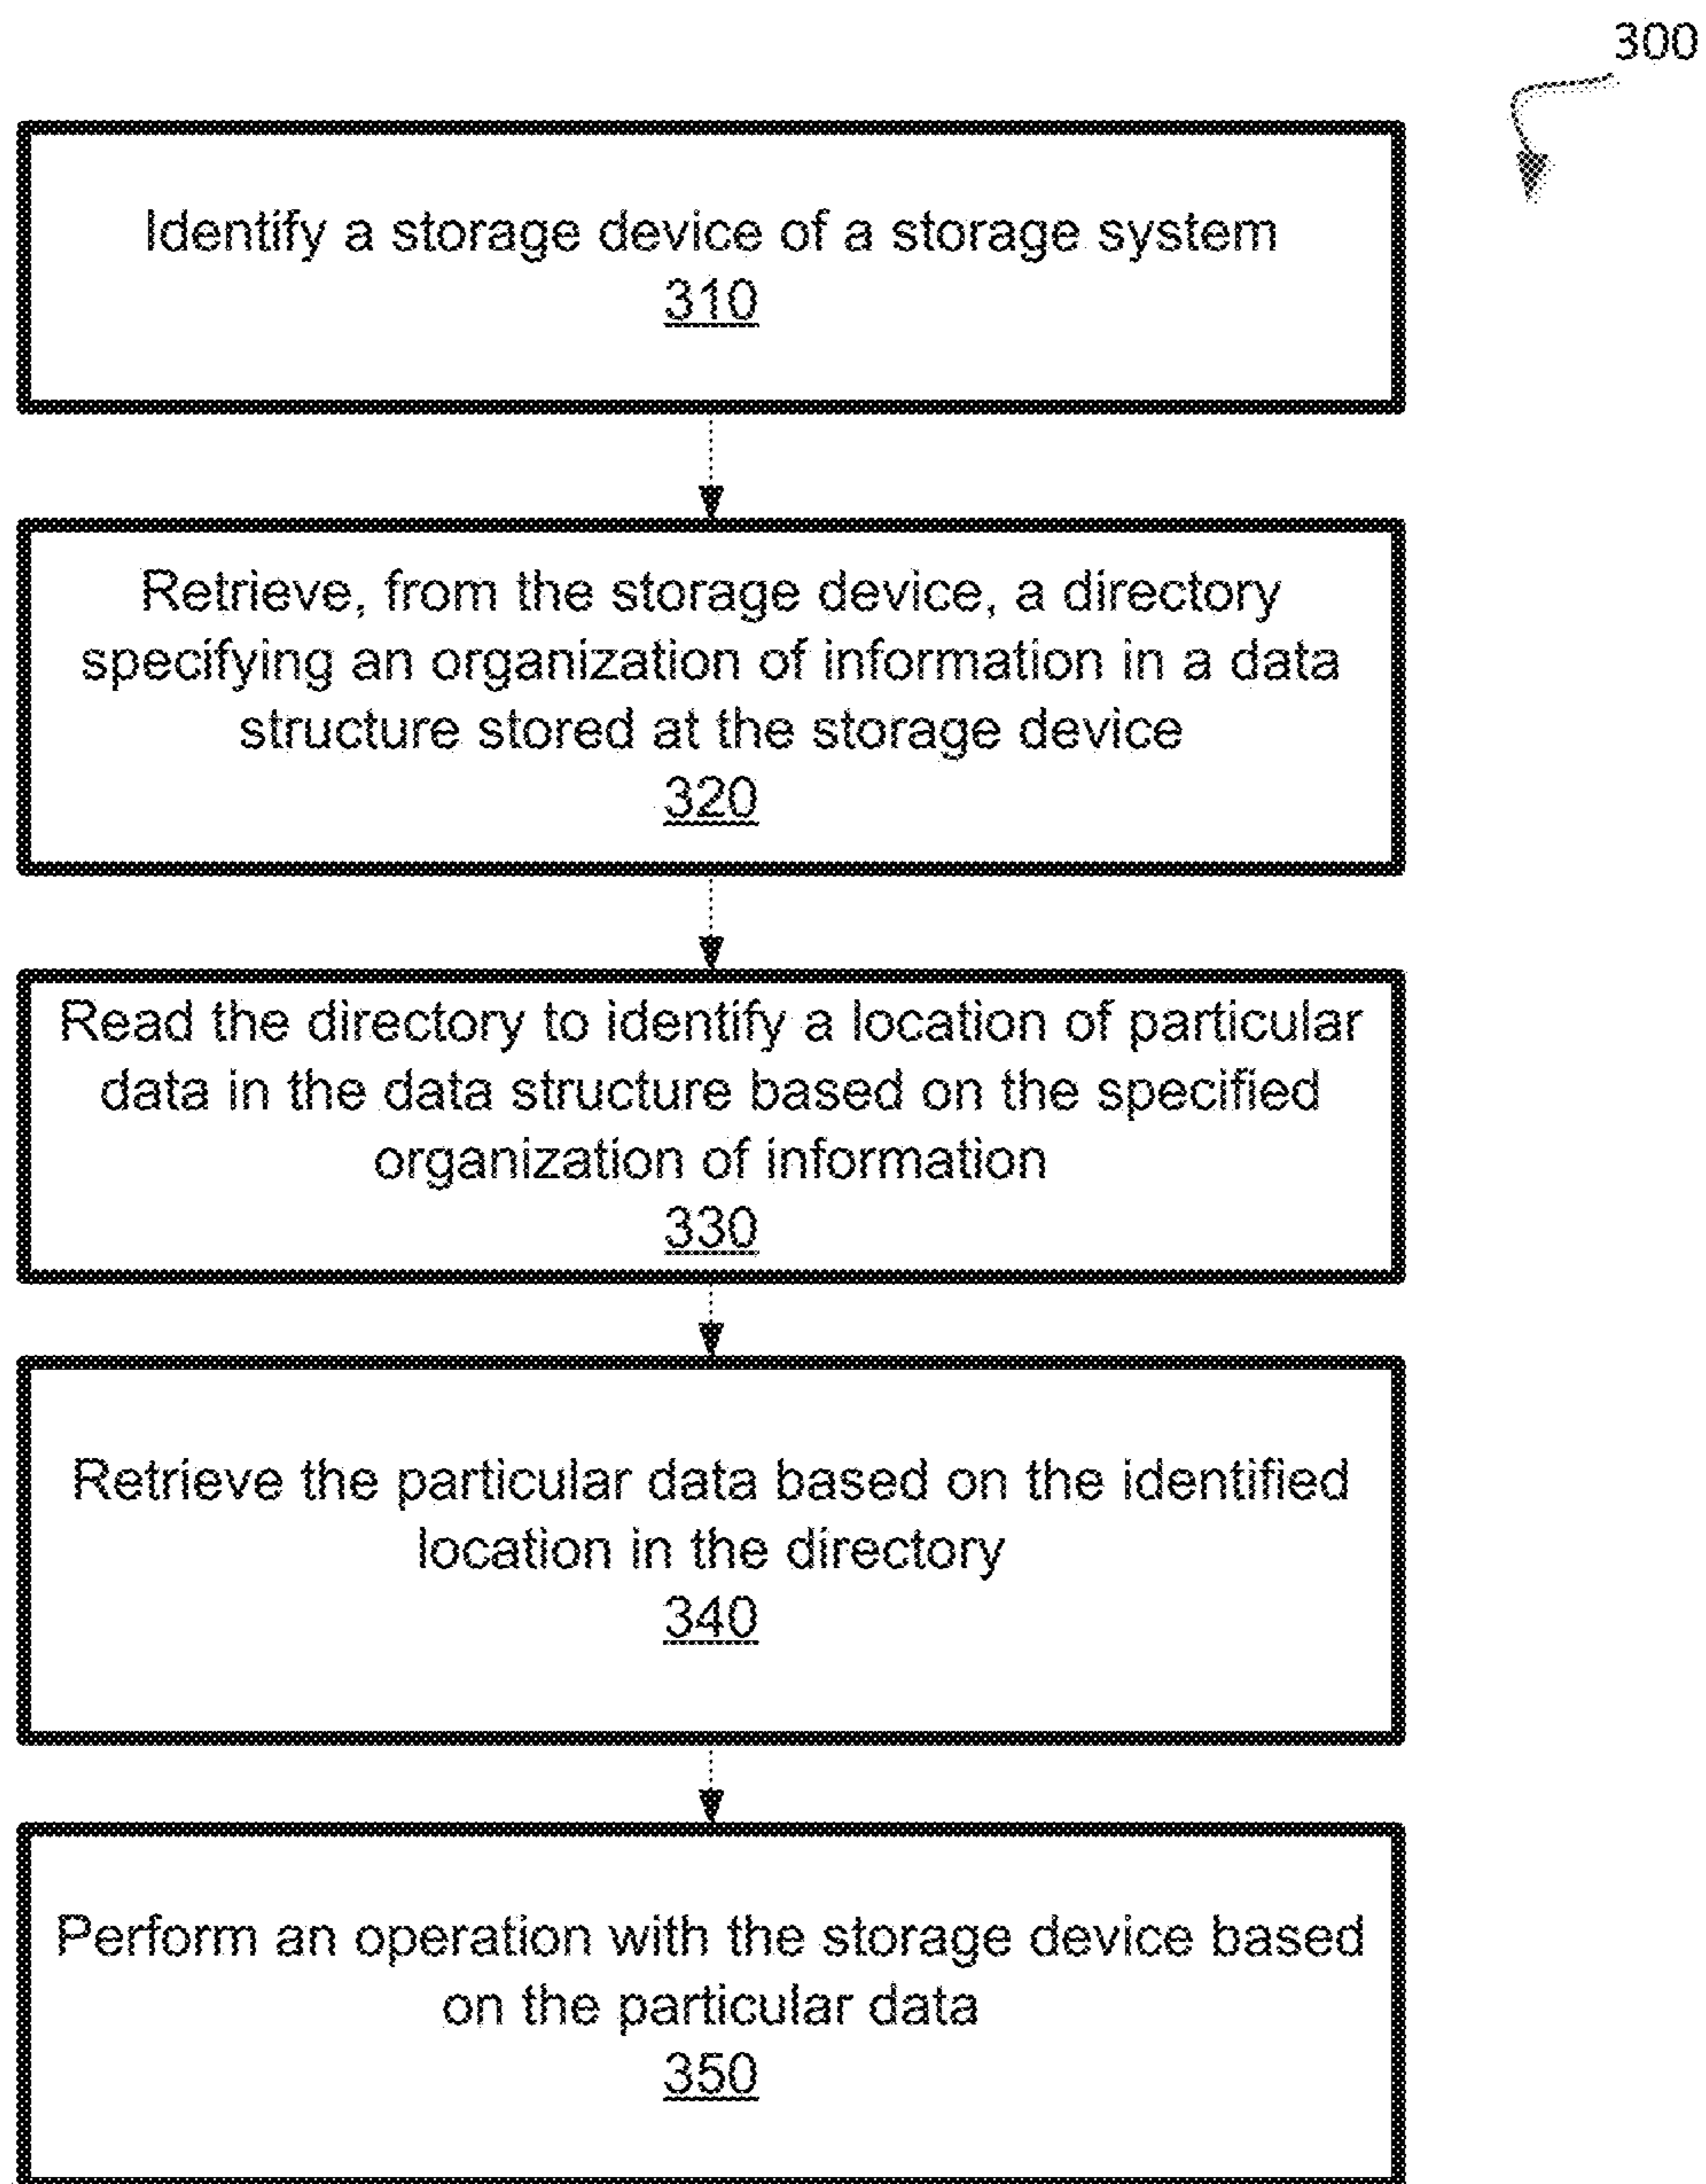 300
Identify a storage device of a storage system
310
Retrieve, from the storage device, a directory
specifying an organization of information in a data
structure stored at the storage device
320
Read the directory to identify a location of particular
data in the data structure based on the specified
organization of information
330
Retrieve the particular data based on the identified
location in the directory
340
Perform an operation with the storage device based
on the particular data
350